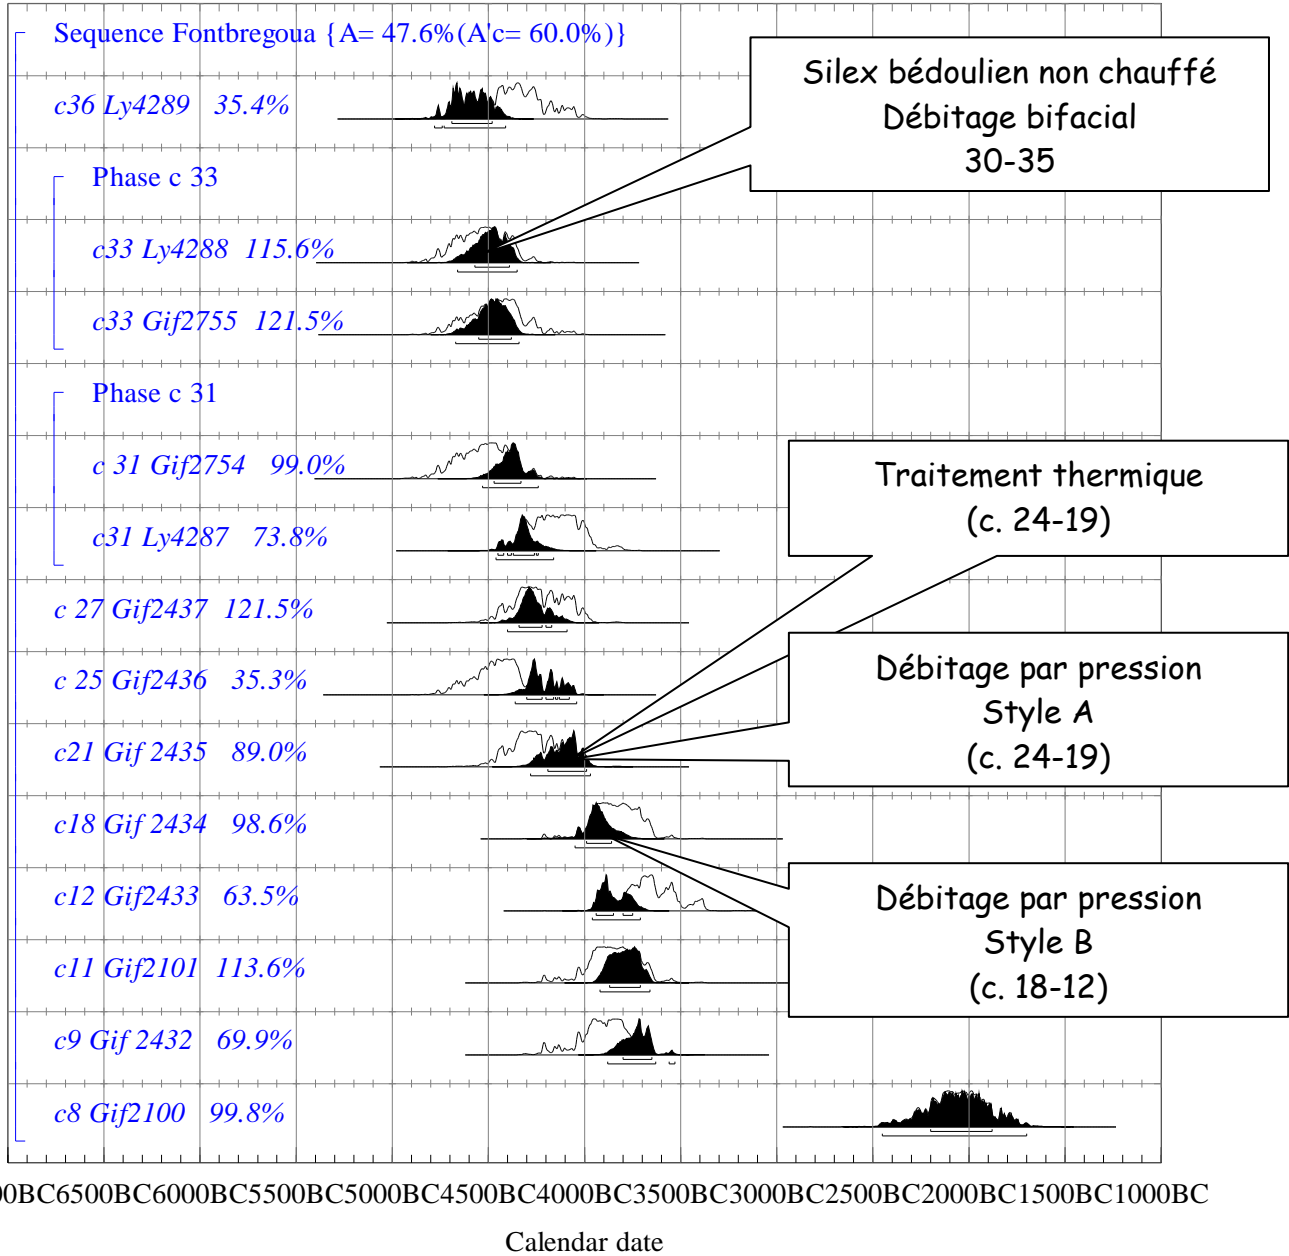 Sequence Fontbregoua {A= 47.6%(A'c= 60.0%)}
c36 Ly4289 35.4%
Silex bédoulien non chauffé
Débitage bifacial
30-35
Phase c 33
c33 Ly4288 115.6%
c33 Gif2755 121.5%
Phase c 31
c 31 Gif2754 99.0%
c31 Ly4287 73.8%
Traitement thermique
(c. 24-19)
c 27 Gif2437 121.5%
c 25 Gif2436 35.3%
c21 Gif 2435 89.0%
Débitage par pression
Style A
(c. 24-19)
c18 Gif 2434 98.6%
c12 Gif2433 63.5%
c11 Gif2101 113.6%
Débitage par pression
Style B
(c. 18-12)
c9 Gif 2432 69.9%
c8 Gif2100 99.8%
00BC6500BC6000BC5500BC5000BC4500BC4000BC3500BC3000BC2500BC2000BC1500BC1000BC
Calendar date